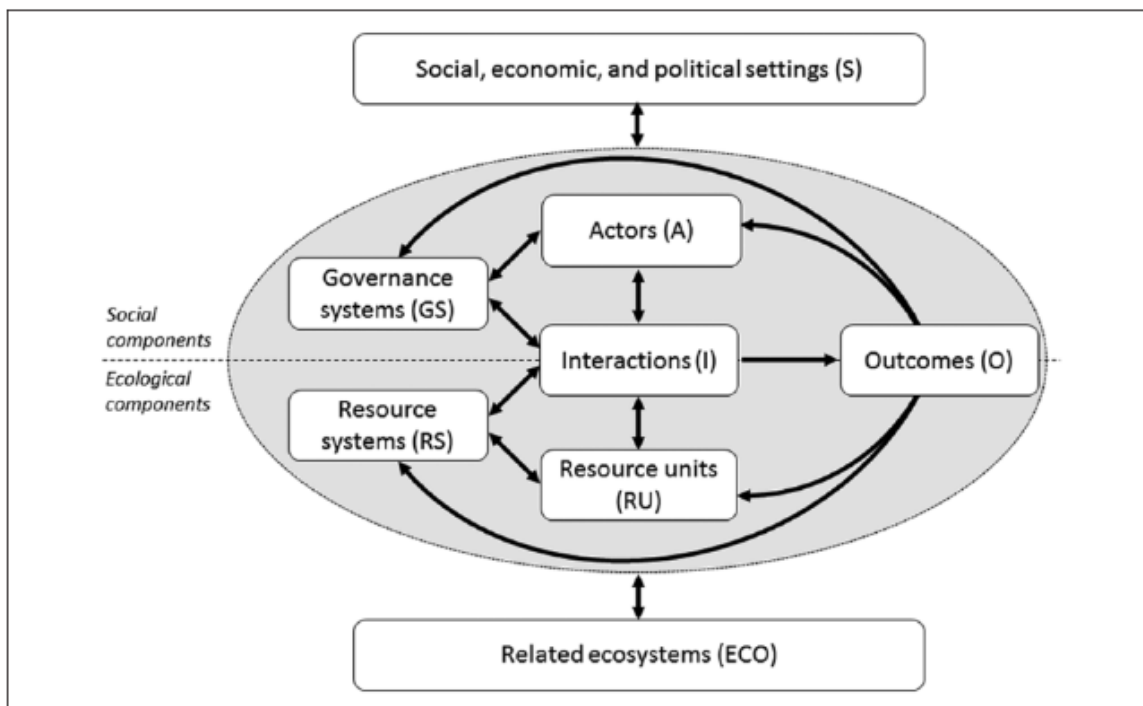 Social, economic, and political settings (S)
Actors (A)
Governance
systems (GS)
Social
components
Interactions (I)
Outcomes (O)
Ecological
components
Resource
systems (RS)
Resource units
(RU)
Related ecosystems (ECO)